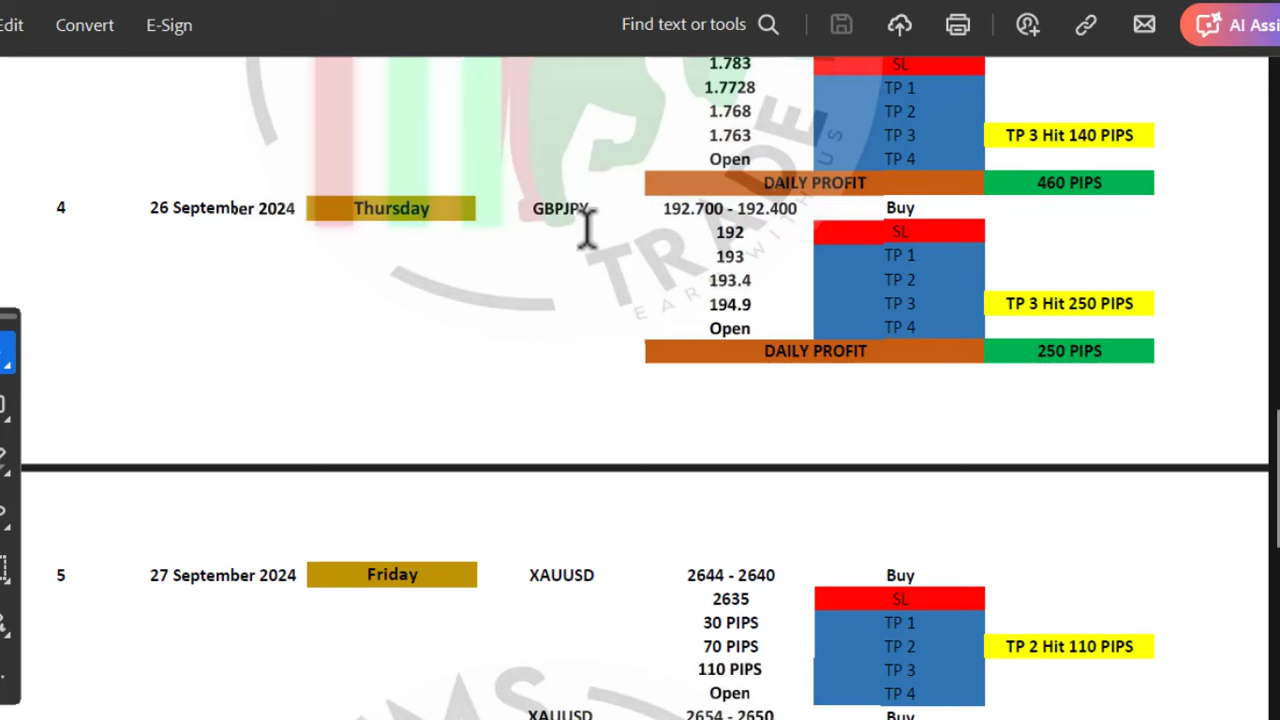 Edit Convert E-Sign Find text or tools AI Assi
1.783 SL
1.7728 TP 1
1.768 TP 2
1.763 TP 3 TP 3 Hit 140 PIPS
Open TP 4
DAILY PROFIT 460 PIPS
4 26 September 2024 Thursday GBPJPY 192.700 - 192.400 Buy
192 SL
193 TP 1
193.4 TP 2
194.9 TP 3 TP 3 Hit 250 PIPS
Open TP 4
DAILY PROFIT 250 PIPS
TRADE
EAR WITH US
5 27 September 2024 Friday XAUUSD 2644 - 2640 Buy
2635 SL
30 PIPS TP 1
70 PIPS TP 2 TP 2 Hit 110 PIPS
110 PIPS TP 3
Open TP 4
XAUUSD 2654 - 2650 Buy
MS